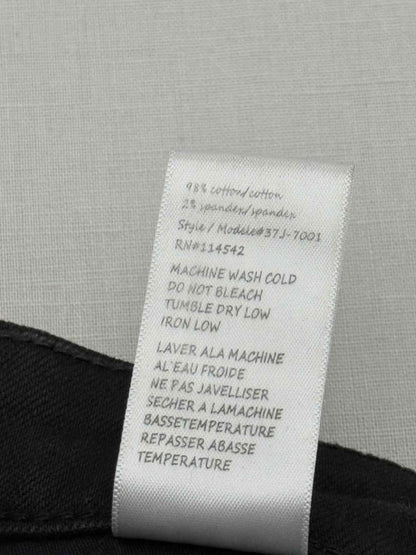 98% cotton/cotton
2% spandex/spandex
Style / Modele#37J-7001
RN#114542
MACHINE WASH COLD
DO NOT BLEACH
TUMBLE DRY LOW
IRON LOW
LAVER ALA MACHINE
AL'EAU FROIDE
NE PAS JAVELLISER
SECHER A LAMACHINE
BASSETEMPERATURE
REPASSER ABASSE
TEMPERATURE